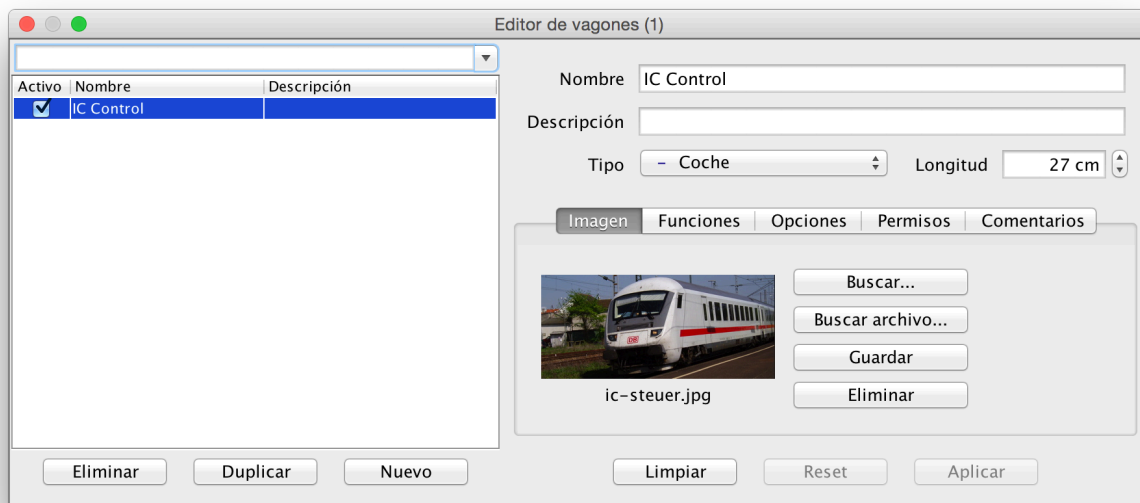 Editor de vagones (1)
Activo Nombre Descripción
IC Control
Nombre IC Control
Descripción
Tipo – Coche Longitud 27 cm
Imagen Funciones Opciones Permisos Comentarios
Buscar...
Buscar archivo...
Guardar
Eliminar
DB
ic-steuer.jpg
Eliminar Duplicar Nuevo Limpiar Reset Aplicar